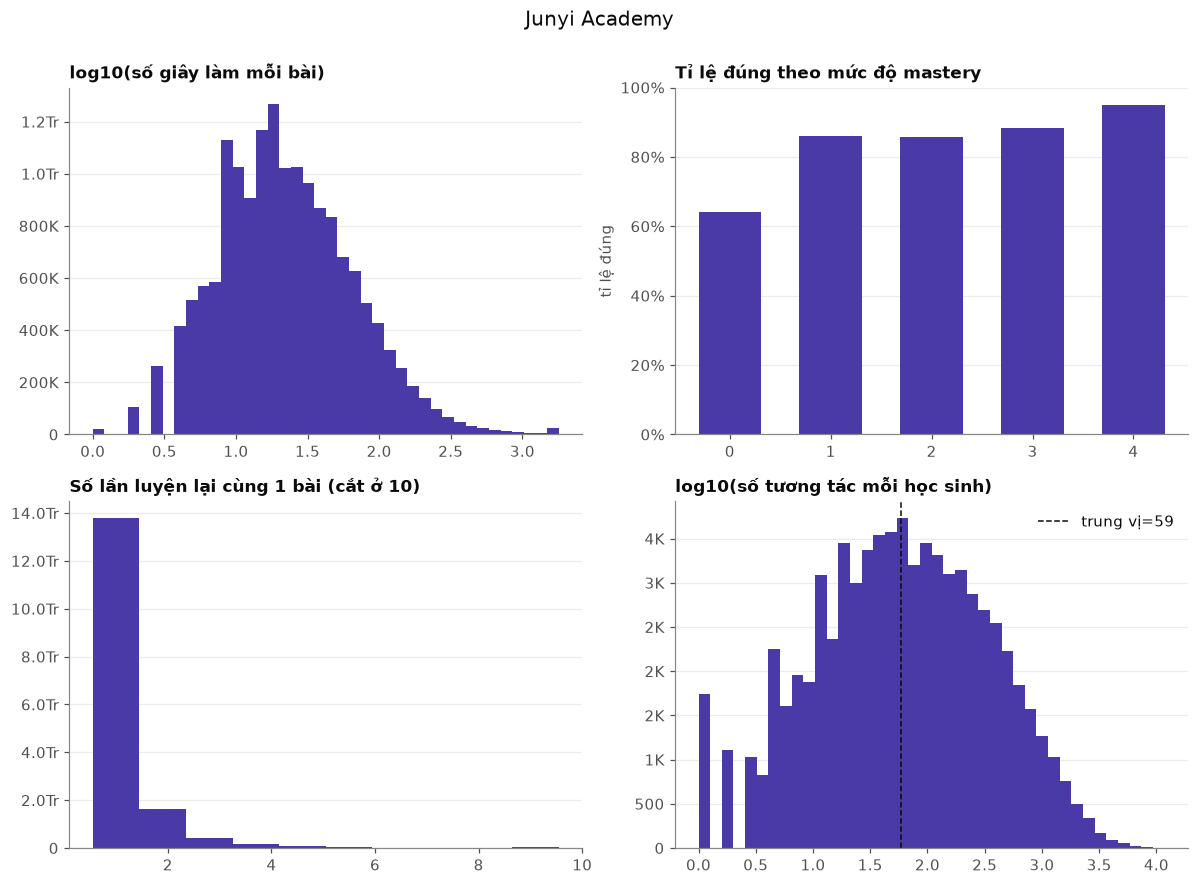 Junyi Academy
log10(số giây làm mỗi bài)
1.2Tr
1.0Tr
800K
600K
400K
200K
0
0.0 0.5 1.0 1.5 2.0 2.5 3.0
Tỉ lệ đúng theo mức độ mastery
tỉ lệ đúng
100%
80%
60%
40%
20%
0%
0 1 2 3 4
Số lần luyện lại cùng 1 bài (cắt ở 10)
14.0Tr
12.0Tr
10.0Tr
8.0Tr
6.0Tr
4.0Tr
2.0Tr
0
2 4 6 8 10
log10(số tương tác mỗi học sinh)
trung vị=59
4K
3K
2K
2K
2K
1K
500
0
0.0 0.5 1.0 1.5 2.0 2.5 3.0 3.5 4.0